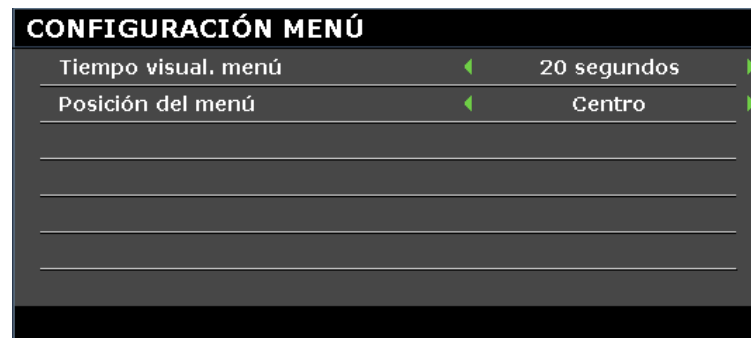 CONFIGURACIÓN MENÚ
Tiempo visual. menú 20 segundos
Posición del menú Centro